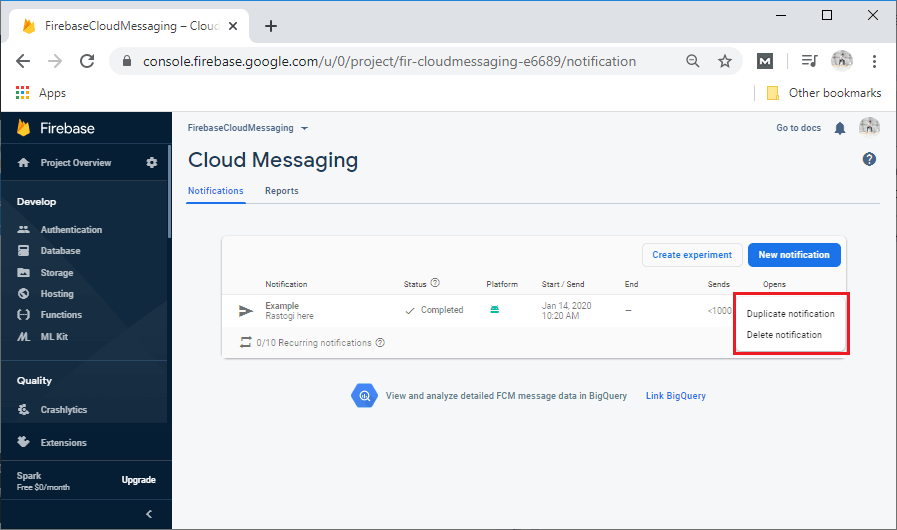 FirebaseCloudMessaging – Clou
console.firebase.google.com/u/0/project/fir-cloudmessaging-e6689/notification
M
Apps
Other bookmarks
Firebase
FirebaseCloudMessaging
Go to docs
Project Overview
Cloud Messaging
?
Notifications
Reports
Develop
Authentication
Database
Storage
Hosting
Functions
ML Kit
Quality
Crashlytics
Extensions
Spark
Free $0/month
Upgrade
Create experiment
New notification
Notification
Status
Platform
Start / Send
End
Sends
Opens
Example
Rastogi here
Completed
Jan 14, 2020
10:20 AM
–
<1000
Duplicate notification
Delete notification
0/10 Recurring notifications
View and analyze detailed FCM message data in BigQuery
Link BigQuery